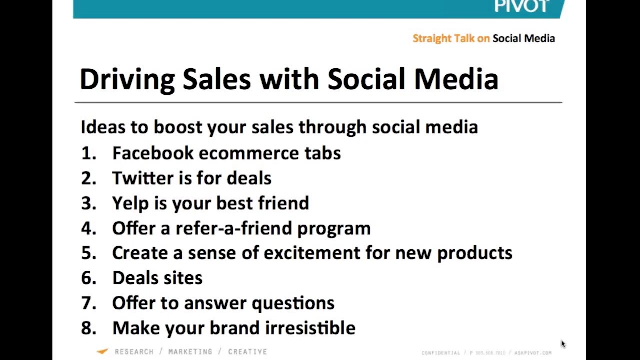 PIVOT
Straight Talk on Social Media
Driving Sales with Social Media
Ideas to boost your sales through social media
1. Facebook ecommerce tabs
2. Twitter is for deals
3. Yelp is your best friend
4. Offer a refer-a-friend program
5. Create a sense of excitement for new products
6. Deals sites
7. Offer to answer questions
8. Make your brand irresistible
RESEARCH / MARKETING / CREATIVE
CONFIDENTIAL